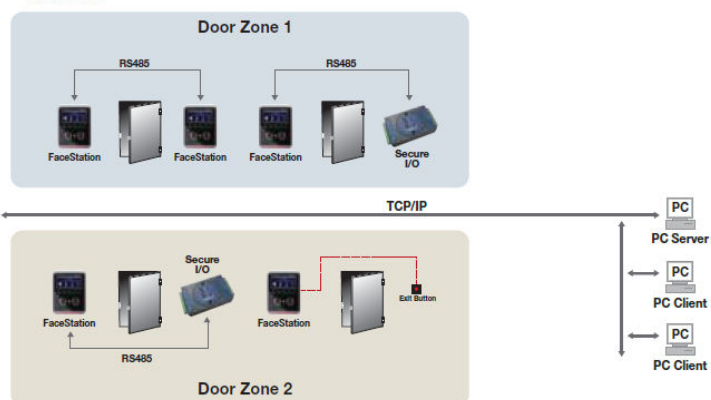 Door Zone 1
RS485
RS485
FaceStation
FaceStation
FaceStation
Secure
I/O
TCP/IP
PC
PC Server
PC
PC Client
PC
PC Client
Secure
I/O
FaceStation
FaceStation
Exit Button
RS485
Door Zone 2